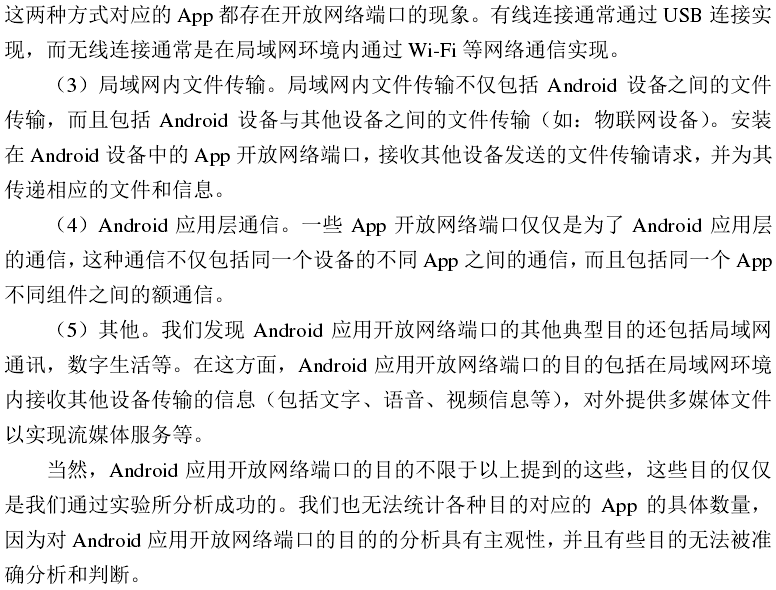 这两种方式对应的 App 都存在开放网络端口的现象。有线连接通常通过 USB 连接实
现，而无线连接通常是在局域网环境内通过 Wi-Fi 等网络通信实现。
（3）局域网内文件传输。局域网内文件传输不仅包括 Android 设备之间的文件
传输，而且包括 Android 设备与其他设备之间的文件传输（如：物联网设备）。安装
在 Android 设备中的 App 开放网络端口，接收其他设备发送的文件传输请求，并为其
传递相应的文件和信息。
（4）Android 应用层通信。一些 App 开放网络端口仅仅是为了 Android 应用层
的通信，这种通信不仅包括同一个设备的不同 App 之间的通信，而且包括同一个 App
不同组件之间的额通信。
（5）其他。我们发现 Android 应用开放网络端口的其他典型目的还包括局域网
通讯，数字生活等。在这方面，Android 应用开放网络端口的目的包括在局域网环境
内接收其他设备传输的信息（包括文字、语音、视频信息等），对外提供多媒体文件
以实现流媒体服务等。
当然，Android 应用开放网络端口的目的不限于以上提到的这些，这些目的仅仅
是我们通过实验所分析成功的。我们也无法统计各种目的对应的 App 的具体数量，
因为对 Android 应用开放网络端口的目的的分析具有主观性，并且有些目的无法被准
确分析和判断。